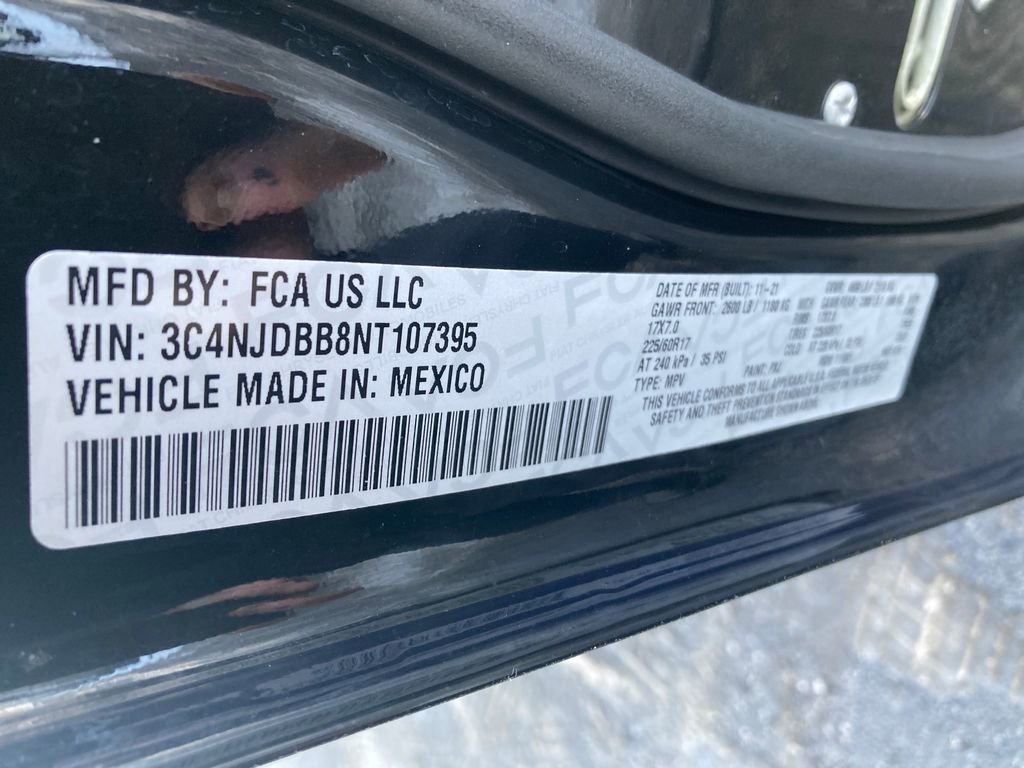 MFD BY: FCA US LLC
VIN: 3C4NJDBB8NT107395
VEHICLE MADE IN: MEXICO
DATE OF MFR (BUILT): 11-21
GAWR FRONT: 2600 LB / 1180 KG
17X7.0
225/60R17
AT 240 kPa / 35 PSI
TYPE: MPV
PAINT: PXJ
THIS VEHICLE CONFORMS TO ALL APPLICABLE U.S.A. FEDERAL MOTOR VEHICLE
SAFETY AND THEFT PREVENTION STANDARDS IN EFFECT ON THE DATE OF
MANUFACTURE SHOWN ABOVE.